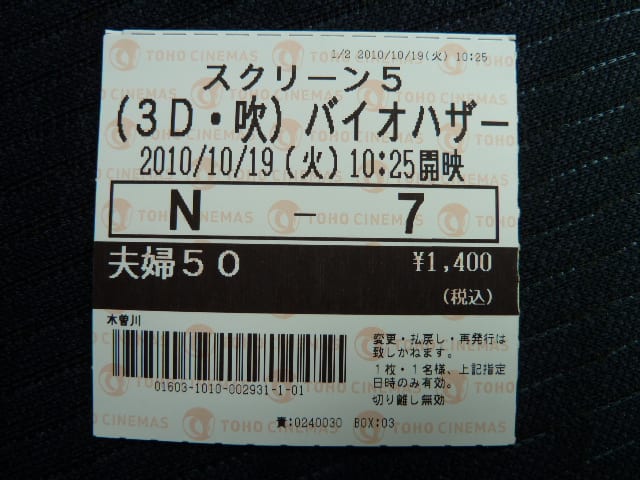 TOHO CINEMAS
1/2 2010/10/19(火) 10:25
スクリーン5
(3D・吹) バイオハザー
2010/10/19 (火) 10:25開映
N - 7
夫婦50 ¥1,400
(税込)
木曽川
01603-1010-002931-1-01
変更・払戻し・再発行は
致しかねます。
1枚・1名様、上記指定
日時のみ有効。
切り離し無効
責:0240030 BOX:03